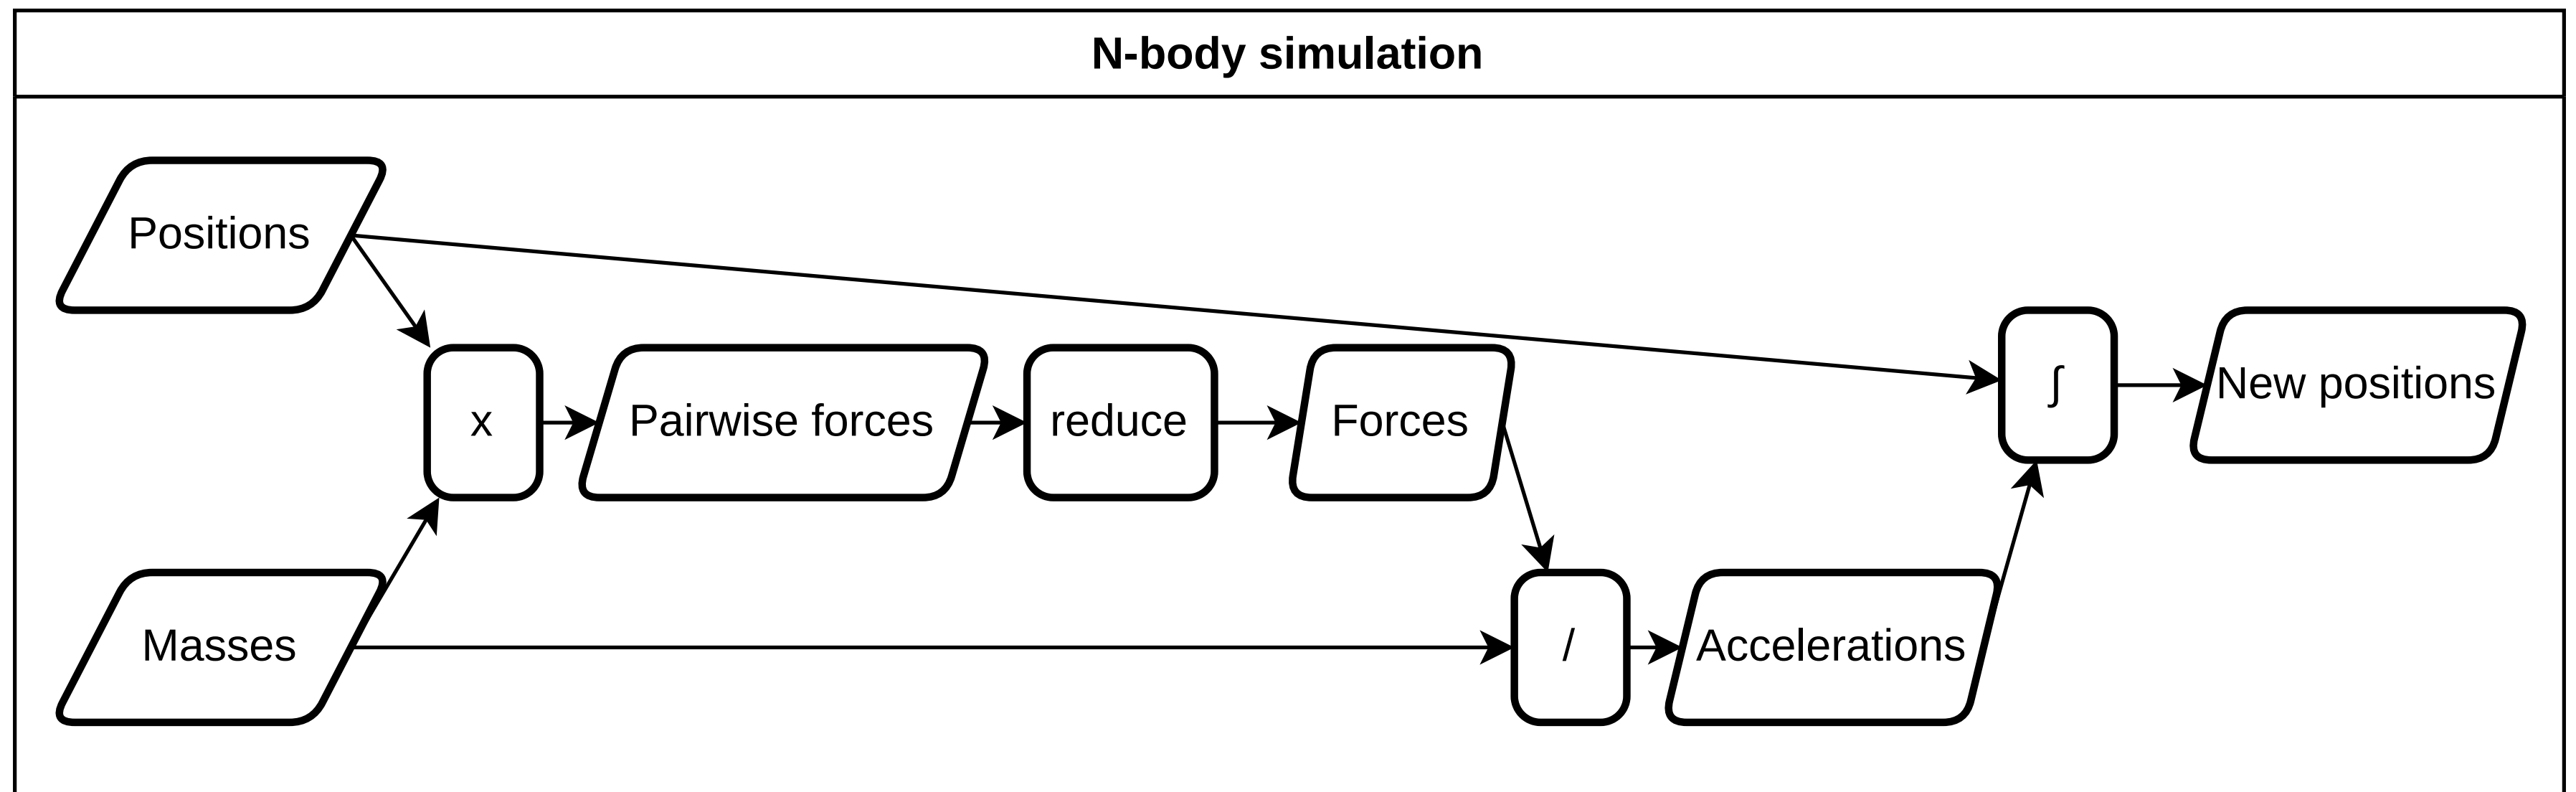 N-body simulation
Positions
x
Pairwise forces
reduce
Forces
∫
New positions
Masses
/
Accelerations